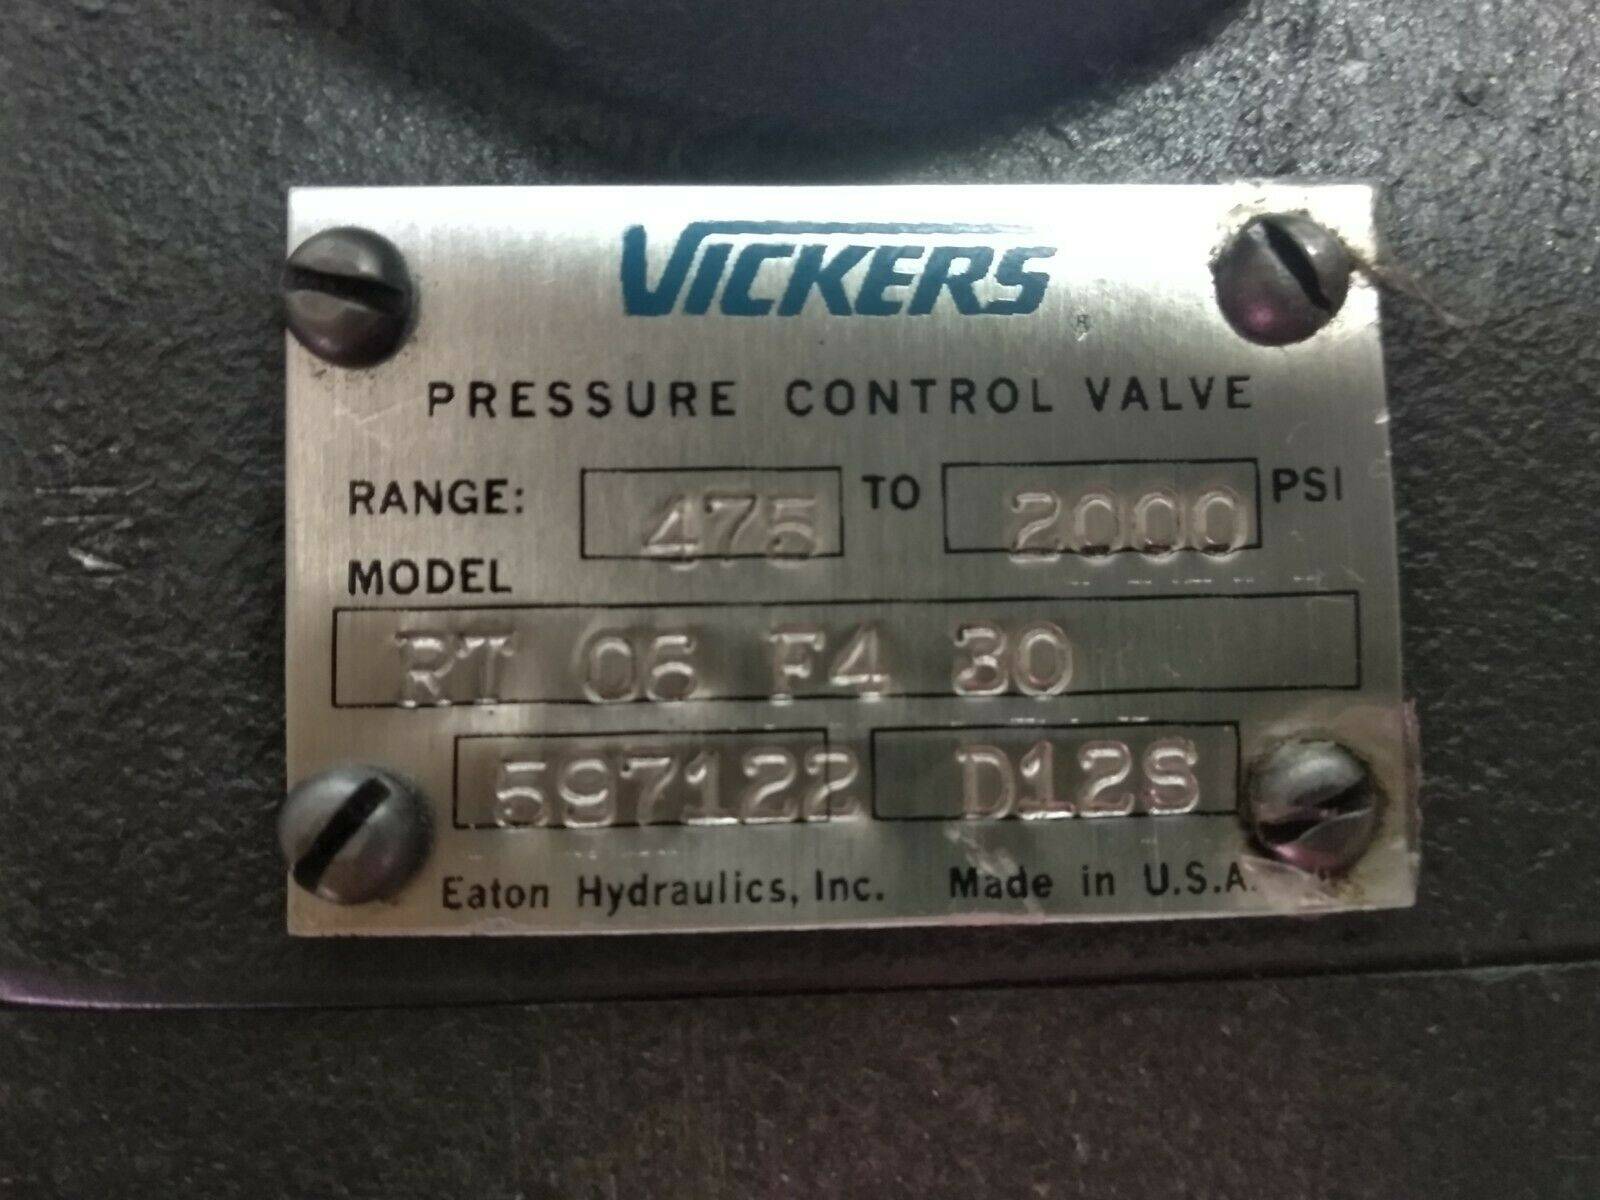 VICKERS ®
PRESSURE CONTROL VALVE
RANGE: 475 TO 2000 PSI
MODEL
RT 06 F4 30
597122 D12S
Eaton Hydraulics, Inc. Made in U.S.A.